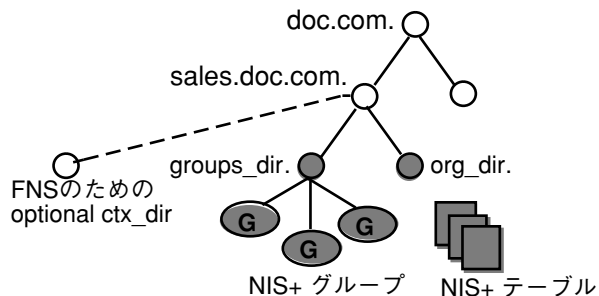 doc.com.
sales.doc.com.
groups_dir.
org_dir.
FNSのための
optional ctx_dir
G
G
G
NIS+ グループ
NIS+ テーブル